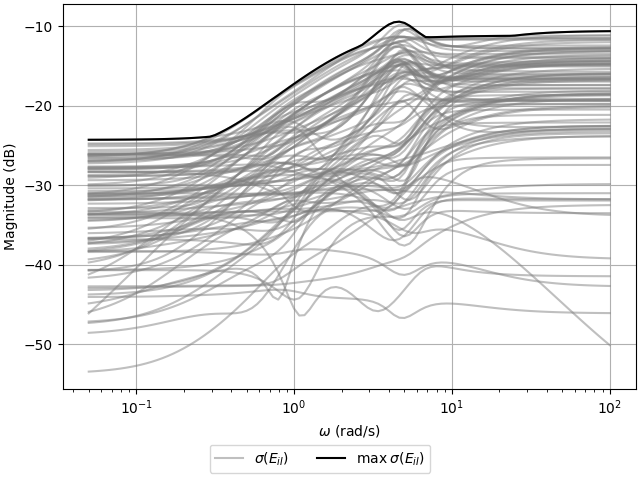 −10
−20
−30
−40
−50
Magnitude (dB)
10⁻¹ 10⁰ 10¹ 10²
ω (rad/s)
σ(E_iI) max σ(E_iI)